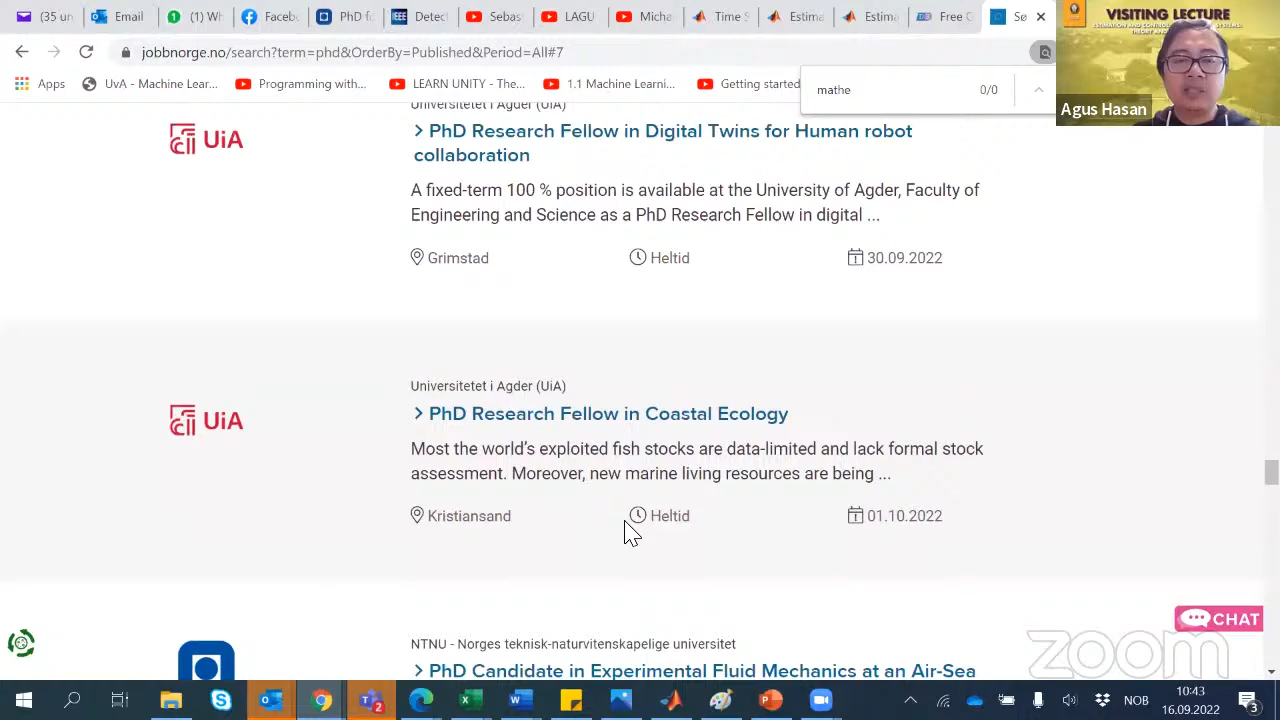 (35 u
(1) W
Faceb
PhD f
Detec
Sebas
BAGU
Micha
Time S
Estima
Estima
Free C
Sø
VISITING LECTURE
jobbnorge.no/search?term=phd&OrderBy=Published&Period=All#7
Apps
UvA - Machine Lear...
Programming with...
LEARN UNITY - The...
1.1 Machine Learni...
Getting started
mathe
0/0
Agus Hasan
Universitetet i Agder (UiA)
UiA
PhD Research Fellow in Digital Twins for Human robot
collaboration
A fixed-term 100 % position is available at the University of Agder, Faculty of
Engineering and Science as a PhD Research Fellow in digital ...
Grimstad
Heltid
30.09.2022
Universitetet i Agder (UiA)
UiA
PhD Research Fellow in Coastal Ecology
Most the world's exploited fish stocks are data-limited and lack formal stock
assessment. Moreover, new marine living resources are being ...
Kristiansand
Heltid
01.10.2022
CHAT
NTNU - Norges teknisk-naturvitenskapelige universitet
PhD Candidate in Experimental Fluid Mechanics at an Air-Sea
zoom
NOB
10:43
16.09.2022